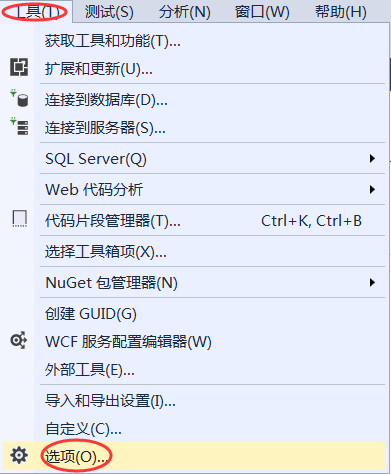 工具(T) 测试(S) 分析(N) 窗口(W) 帮助(H)
获取工具和功能(T)...
扩展和更新(U)...
连接到数据库(D)...
连接到服务器(S)...
SQL Server(Q)
Web 代码分析
代码片段管理器(T)... Ctrl+K, Ctrl+B
选择工具箱项(X)...
NuGet 包管理器(N)
创建 GUID(G)
WCF 服务配置编辑器(W)
外部工具(E)...
导入和导出设置(I)...
自定义(C)...
选项(O)...